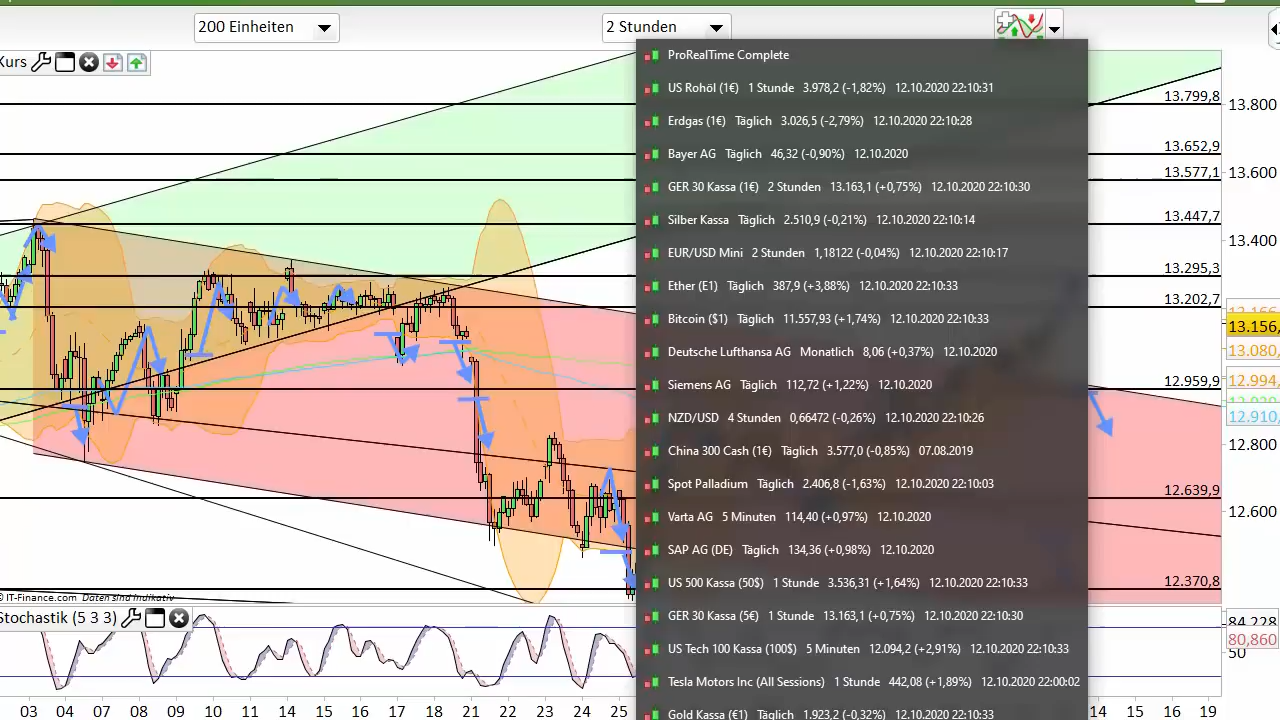 200 Einheiten
2 Stunden
Kurs
ProRealTime Complete
US Rohöl (1€) 1 Stunde 3.978,2 (-1,82%) 12.10.2020 22:10:31
Erdgas (1€) Täglich 3.026,5 (-2,79%) 12.10.2020 22:10:28
Bayer AG Täglich 46,32 (-0,90%) 12.10.2020
GER 30 Kassa (1€) 2 Stunden 13.163,1 (+0,75%) 12.10.2020 22:10:30
Silber Kassa Täglich 2.510,9 (-0,21%) 12.10.2020 22:10:14
EUR/USD Mini 2 Stunden 1,18122 (-0,04%) 12.10.2020 22:10:17
Ether (E1) Täglich 387,9 (+3,88%) 12.10.2020 22:10:33
Bitcoin ($1) Täglich 11.557,93 (+1,74%) 12.10.2020 22:10:33
Deutsche Lufthansa AG Monatlich 8,06 (+0,37%) 12.10.2020
Siemens AG Täglich 112,72 (+1,22%) 12.10.2020
NZD/USD 4 Stunden 0,66472 (-0,26%) 12.10.2020 22:10:26
China 300 Cash (1€) Täglich 3.577,0 (-0,85%) 07.08.2019
Spot Palladium Täglich 2.406,8 (-1,63%) 12.10.2020 22:10:03
Varta AG 5 Minuten 114,40 (+0,97%) 12.10.2020
SAP AG (DE) Täglich 134,36 (+0,98%) 12.10.2020
US 500 Kassa (50$) 1 Stunde 3.536,31 (+1,64%) 12.10.2020 22:10:33
GER 30 Kassa (5€) 1 Stunde 13.163,1 (+0,75%) 12.10.2020 22:10:30
US Tech 100 Kassa (100$) 5 Minuten 12.094,2 (+2,91%) 12.10.2020 22:10:33
Tesla Motors Inc (All Sessions) 1 Stunde 442,08 (+1,89%) 12.10.2020 22:00:02
Gold Kassa (€1) Täglich 1.923,2 (-0,32%) 12.10.2020 22:10:33
13.799,8
13.652,9
13.577,1
13.447,7
13.295,3
13.202,7
12.959,9
12.639,9
12.370,8
13.800
13.600
13.400
13.156,
13.080,
12.994,
12.910,
12.800
12.600
© IT-Finance.com Daten sind indikativ
Stochastik (5 3 3)
84,228
80,860
50
03 04 06 07 08 09 10 13 14 15 16 17 18 20 21 22 23 24 25 14 15 16 19